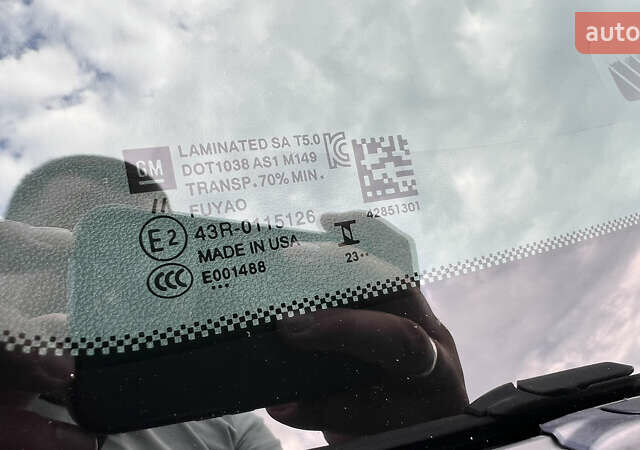 auto
GM
LAMINATED SA T5.0
DOT1038 AS1 M149
TRANSP. 70% MIN.
FUYAO
42851301
E2
43R-0115126
MADE IN USA
CCC
E001488
23••
•••